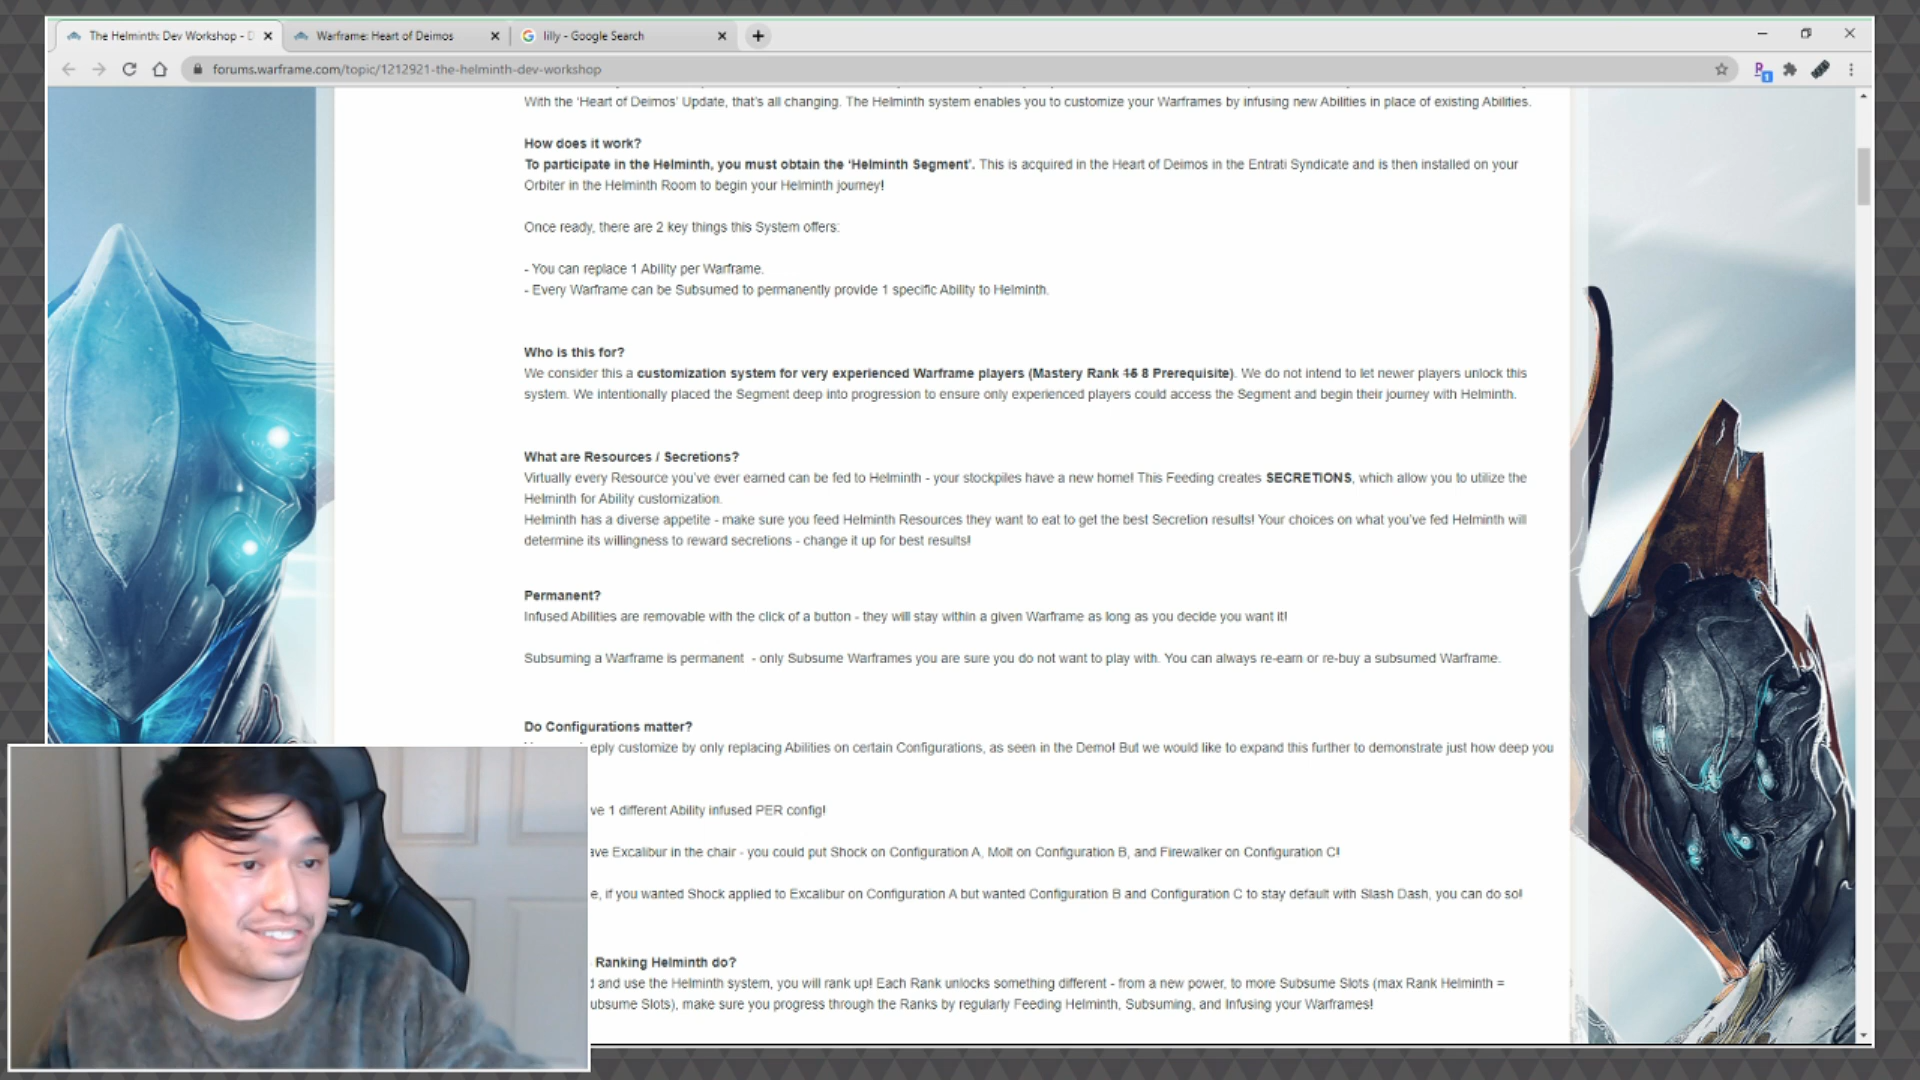 The Helminth: Dev Workshop - D
Warframe: Heart of Deimos
lilly - Google Search
forums.warframe.com/topic/1212921-the-helminth-dev-workshop
1
With the ‘Heart of Deimos’ Update, that’s all changing. The Helminth system enables you to customize your Warframes by infusing new Abilities in place of existing Abilities.
How does it work?
To participate in the Helminth, you must obtain the ‘Helminth Segment’. This is acquired in the Heart of Deimos in the Entrati Syndicate and is then installed on your
Orbiter in the Helminth Room to begin your Helminth journey!
Once ready, there are 2 key things this System offers:
- You can replace 1 Ability per Warframe.
- Every Warframe can be Subsumed to permanently provide 1 specific Ability to Helminth.
Who is this for?
We consider this a customization system for very experienced Warframe players (Mastery Rank 15 8 Prerequisite). We do not intend to let newer players unlock this
system. We intentionally placed the Segment deep into progression to ensure only experienced players could access the Segment and begin their journey with Helminth.
What are Resources / Secretions?
Virtually every Resource you’ve ever earned can be fed to Helminth - your stockpiles have a new home! This Feeding creates SECRETIONS, which allow you to utilize the
Helminth for Ability customization.
Helminth has a diverse appetite - make sure you feed Helminth Resources they want to eat to get the best Secretion results! Your choices on what you’ve fed Helminth will
determine its willingness to reward secretions - change it up for best results!
Permanent?
Infused Abilities are removable with the click of a button - they will stay within a given Warframe as long as you decide you want it!
Subsuming a Warframe is permanent - only Subsume Warframes you are sure you do not want to play with. You can always re-earn or re-buy a subsumed Warframe.
Do Configurations matter?
eply customize by only replacing Abilities on certain Configurations, as seen in the Demo! But we would like to expand this further to demonstrate just how deep you
ve 1 different Ability infused PER config!
ave Excalibur in the chair - you could put Shock on Configuration A, Molt on Configuration B, and Firewalker on Configuration C!
e, if you wanted Shock applied to Excalibur on Configuration A but wanted Configuration B and Configuration C to stay default with Slash Dash, you can do so!
Ranking Helminth do?
d and use the Helminth system, you will rank up! Each Rank unlocks something different - from a new power, to more Subsume Slots (max Rank Helminth =
ubsume Slots), make sure you progress through the Ranks by regularly Feeding Helminth, Subsuming, and Infusing your Warframes!